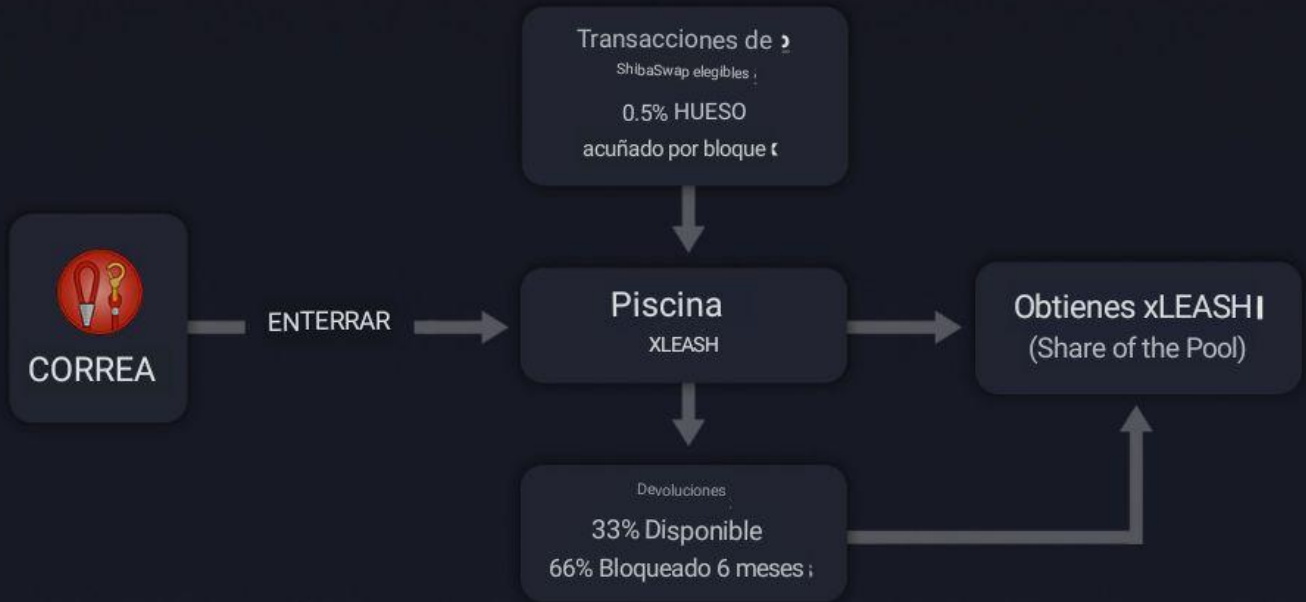 Transacciones de
ShibaSwap elegibles
0.5% HUESO
acuñado por bloque
CORREA
ENTERRAR
Piscina
XLEASH
Obtienes xLEASH
(Share of the Pool)
Devoluciones
33% Disponible
66% Bloqueado 6 meses